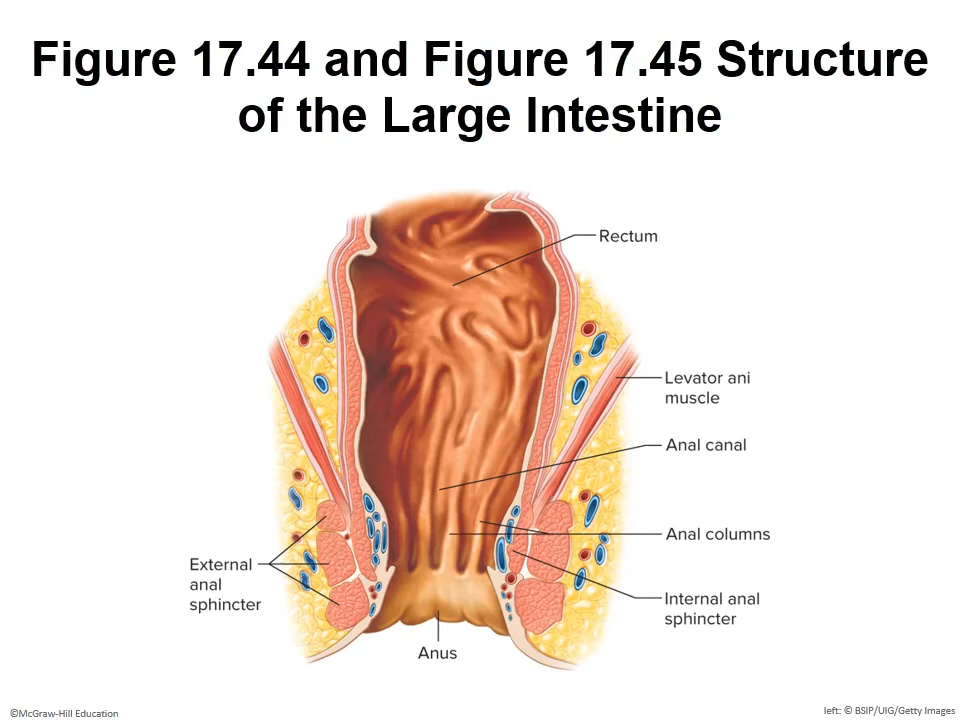 Figure 17.44 and Figure 17.45 Structure
of the Large Intestine
Rectum
Levator ani
muscle
Anal canal
Anal columns
External
anal
sphincter
Internal anal
sphincter
Anus
©McGraw-Hill Education
left: © BSIP/UIG/Getty Images